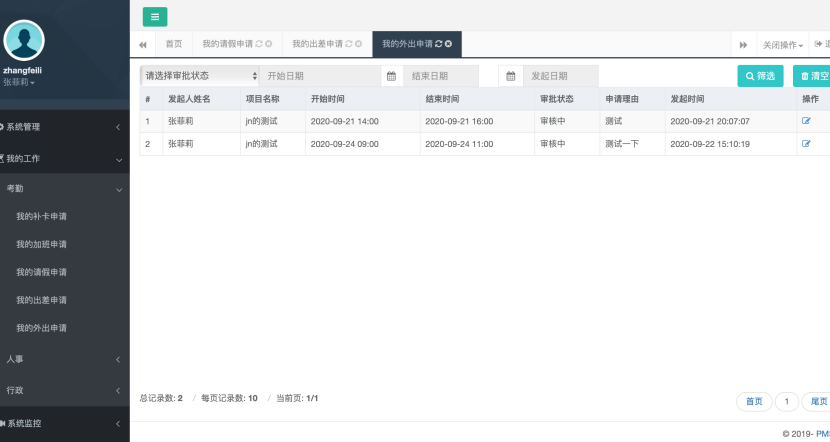 zhangfeili
张菲莉
系统管理
我的工作
考勤
我的补卡申请
我的加班申请
我的请假申请
我的出差申请
我的外出申请
人事
行政
系统监控
首页 我的请假申请 我的出差申请 我的外出申请 关闭操作
请选择审批状态 开始日期 结束日期 发起日期 筛选 清空
# 发起人姓名 项目名称 开始时间 结束时间 审批状态 申请理由 发起时间 操作
1 张菲莉 jn的测试 2020-09-21 14:00 2020-09-21 16:00 审核中 测试 2020-09-21 20:07:07
2 张菲莉 jn的测试 2020-09-24 09:00 2020-09-24 11:00 审核中 测试一下 2020-09-22 15:10:19
总记录数: 2 / 每页记录数: 10 / 当前页: 1/1
首页 1 尾页
© 2019- PM